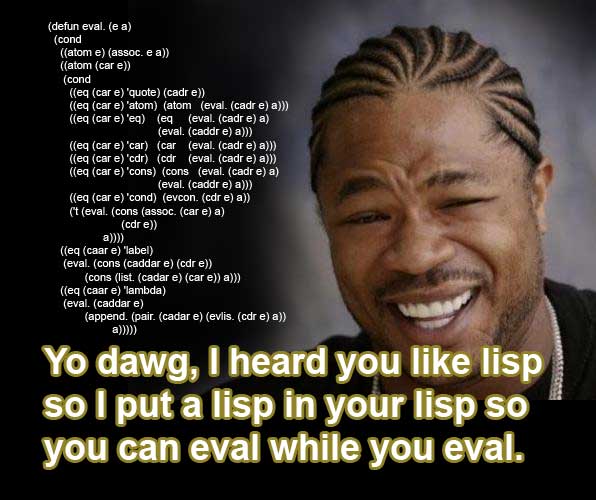 (defun eval. (e a)
(cond
((atom e) (assoc. e a))
((atom (car e))
(cond
((eq (car e) 'quote) (cadr e))
((eq (car e) 'atom) (atom (eval. (cadr e) a)))
((eq (car e) 'eq) (eq (eval. (cadr e) a)
(eval. (caddr e) a)))
((eq (car e) 'car) (car (eval. (cadr e) a)))
((eq (car e) 'cdr) (cdr (eval. (cadr e) a)))
((eq (car e) 'cons) (cons (eval. (cadr e) a)
(eval. (caddr e) a)))
((eq (car e) 'cond) (evcon. (cdr e) a))
('t (eval. (cons (assoc. (car e) a)
(cdr e))
a))))
((eq (caar e) 'label)
(eval. (cons (caddar e) (cdr e))
(cons (list. (cadar e) (car e)) a)))
((eq (caar e) 'lambda)
(eval. (caddar e)
(append. (pair. (cadar e) (evlis. (cdr e) a))
a)))))
Yo dawg, I heard you like lisp
so I put a lisp in your lisp so
you can eval while you eval.